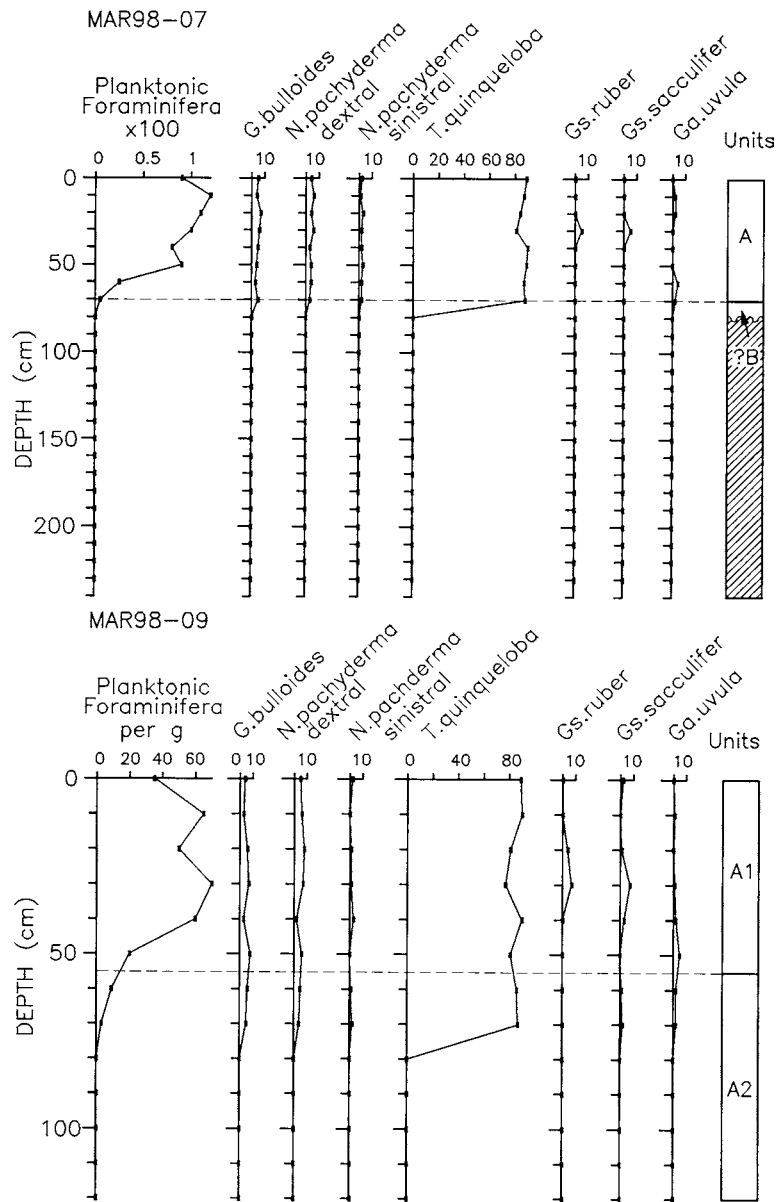 MAR98-07
Planktonic
Foraminifera
x100
G.bulloides
N.pachyderma
dextral
N.pachyderma
sinistral
T.quinqueloba
Gs.ruber
Gs.sacculifer
Ga.uvula
Units
0 0.5 1
10
10
10
0 20 40 60 80
10
10
10
0
50
100
150
200
DEPTH (cm)
A
?B
MAR98-09
Planktonic
Foraminifera
per g
G.bulloides
N.pachyderma
dextral
N.pachderma
sinistral
T.quinqueloba
Gs.ruber
Gs.sacculifer
Ga.uvula
Units
0 20 40 60
0 10
10
10
0 40 80
10
10
10
0
50
100
DEPTH (cm)
A1
A2